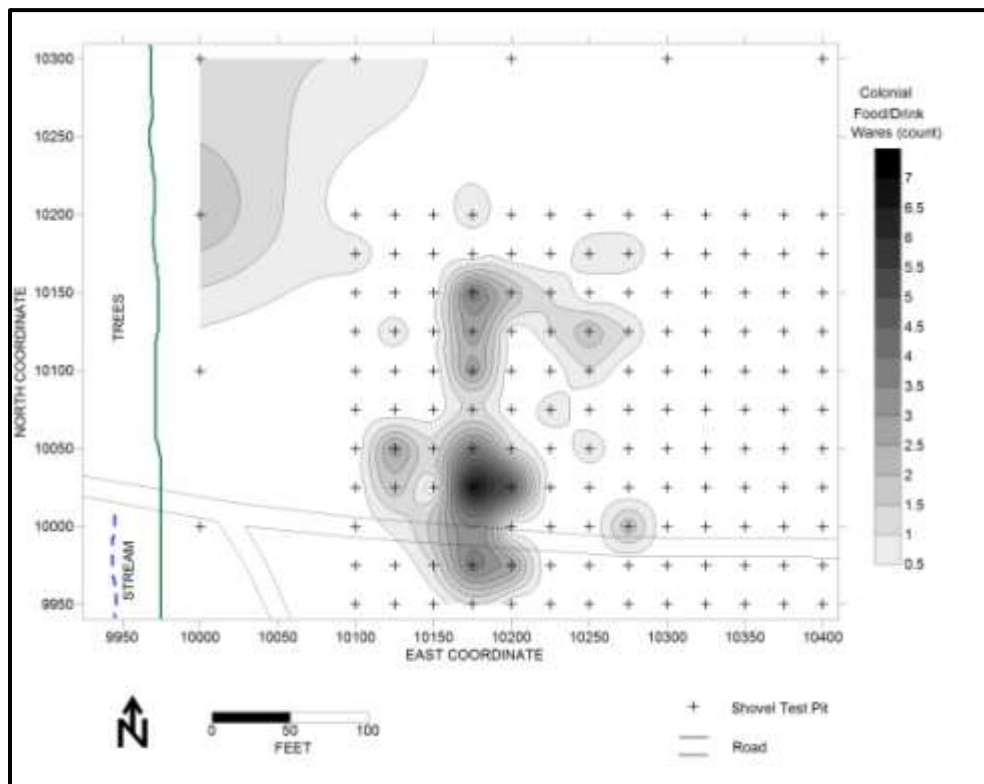 10300
10250
10200
10150
10100
10050
10000
9950
NORTH COORDINATE
TREES
STREAM
9950 10000 10050 10100 10150 10200 10250 10300 10350 10400
EAST COORDINATE
Colonial
Food/Drink
Wares (count)
7
6.5
6
5.5
5
4.5
4
3.5
3
2.5
2
1.5
1
0.5
N
0 50 100
FEET
Shovel Test Pit
Road